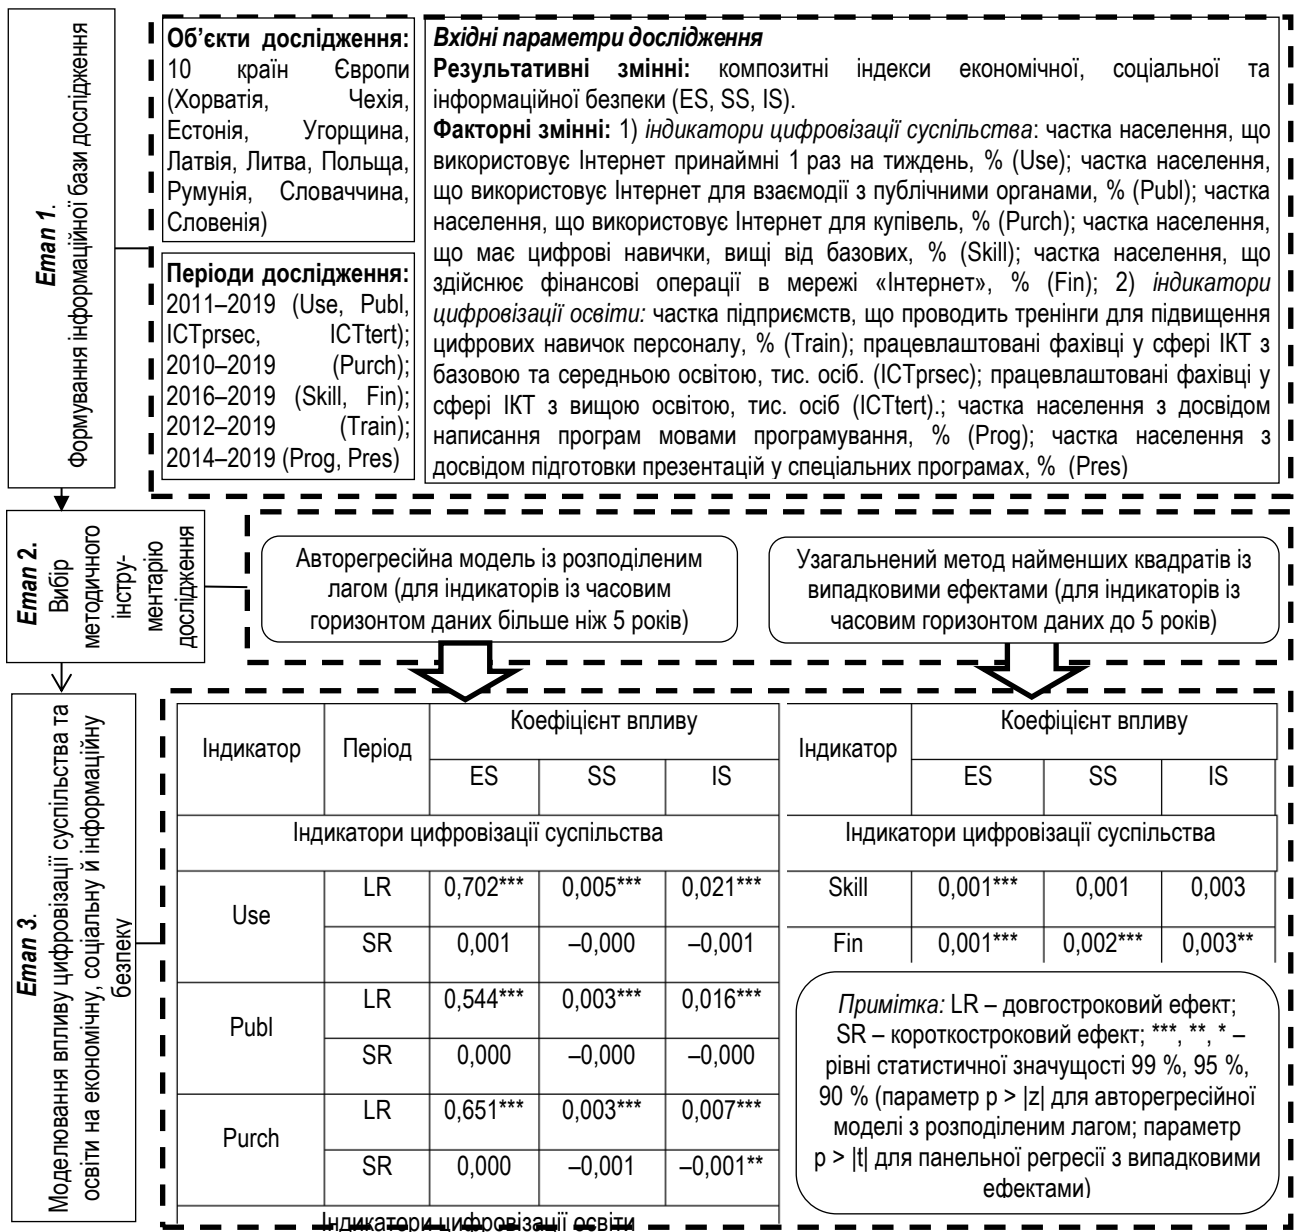 Етап 1.
Формування інформаційної бази дослідження
Об’єкти дослідження:
10 країн Європи
(Хорватія, Чехія,
Естонія, Угорщина,
Латвія, Литва, Польща,
Румунія, Словаччина,
Словенія)
Періоди дослідження:
2011–2019 (Use, Publ,
ICTprsec, ICTtert);
2010–2019 (Purch);
2016–2019 (Skill, Fin);
2012–2019 (Train);
2014–2019 (Prog, Pres)
Вхідні параметри дослідження
Результативні змінні: композитні індекси економічної, соціальної та
інформаційної безпеки (ES, SS, IS).
Факторні змінні: 1) індикатори цифровізації суспільства: частка населення, що
використовує Інтернет принаймні 1 раз на тиждень, % (Use); частка населення,
що використовує Інтернет для взаємодії з публічними органами, % (Publ); частка
населення, що використовує Інтернет для купівель, % (Purch); частка населення,
що має цифрові навички, вищі від базових, % (Skill); частка населення, що
здійснює фінансові операції в мережі «Інтернет», % (Fin); 2) індикатори
цифровізації освіти: частка підприємств, що проводить тренінги для підвищення
цифрових навичок персоналу, % (Train); працевлаштовані фахівці у сфері ІКТ з
базовою та середньою освітою, тис. осіб. (ICTprsec); працевлаштовані фахівці у
сфері ІКТ з вищою освітою, тис. осіб (ICTtert).; частка населення з досвідом
написання програм мовами програмування, % (Prog); частка населення з
досвідом підготовки презентацій у спеціальних програмах, % (Pres)
Етап 2.
Вибір
методичного
інстру-
ментарію
дослідження
Авторегресійна модель із розподіленим
лагом (для індикаторів із часовим
горизонтом даних більше ніж 5 років)
Узагальнений метод найменших квадратів із
випадковими ефектами (для індикаторів із
часовим горизонтом даних до 5 років)
Етап 3.
Моделювання впливу цифровізації суспільства та
освіти на економічну, соціальну й інформаційну
безпеку
Індикатор Період Коефіцієнт впливу
ES SS IS
Індикатори цифровізації суспільства
Use LR 0,702*** 0,005*** 0,021***
SR 0,001 –0,000 –0,001
Publ LR 0,544*** 0,003*** 0,016***
SR 0,000 –0,000 –0,000
Purch LR 0,651*** 0,003*** 0,007***
SR 0,000 –0,001 –0,001**
Індикатори цифровізації освіти
Індикатор Коефіцієнт впливу
ES SS IS
Індикатори цифровізації суспільства
Skill 0,001*** 0,001 0,003
Fin 0,001*** 0,002*** 0,003**
Примітка: LR – довгостроковий ефект;
SR – короткостроковий ефект; ***, **, * –
рівні статистичної значущості 99 %, 95 %,
90 % (параметр p > |z| для авторегресійної
моделі з розподіленим лагом; параметр
p > |t| для панельної регресії з випадковими
ефектами)